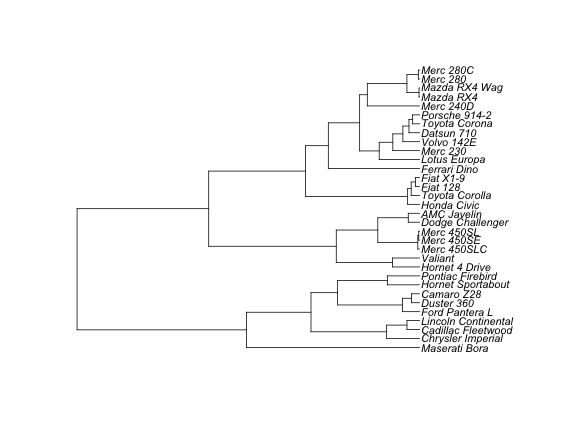 Merc 280C
Merc 280
Mazda RX4 Wag
Mazda RX4
Merc 240D
Porsche 914-2
Toyota Corona
Datsun 710
Volvo 142E
Merc 230
Lotus Europa
Ferrari Dino
Fiat X1-9
Fiat 128
Toyota Corolla
Honda Civic
AMC Javelin
Dodge Challenger
Merc 450SL
Merc 450SE
Merc 450SLC
Valiant
Hornet 4 Drive
Pontiac Firebird
Hornet Sportabout
Camaro Z28
Duster 360
Ford Pantera L
Lincoln Continental
Cadillac Fleetwood
Chrysler Imperial
Maserati Bora